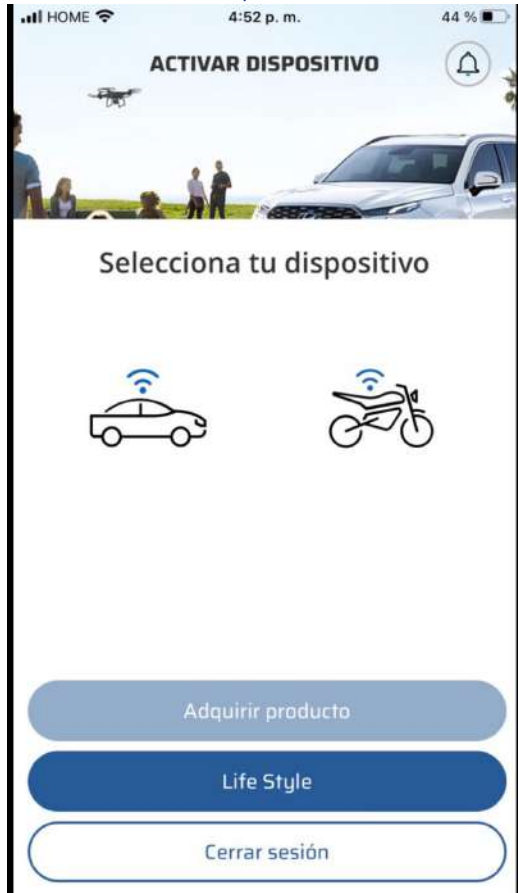 HOME 4:52 p. m. 44 %
ACTIVAR DISPOSITIVO
Selecciona tu dispositivo
Adquirir producto
Life Style
Cerrar sesión